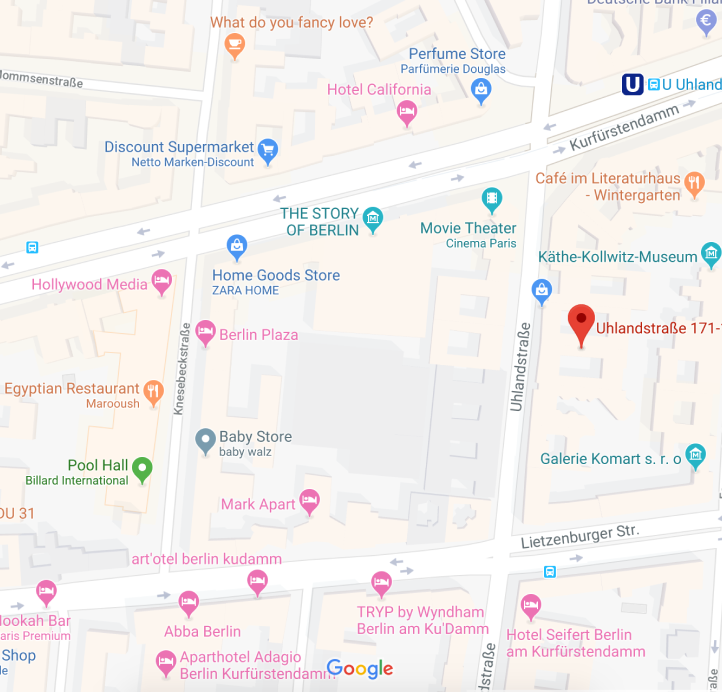 Deutsche Bank Filial
What do you fancy love?
Perfume Store
Parfümerie Douglas
ommsenstraße
Hotel California
U
U Uhland
Kurfürstendamm
Discount Supermarket
Netto Marken-Discount
Café im Literaturhaus
- Wintergarten
THE STORY
OF BERLIN
Movie Theater
Cinema Paris
Käthe-Kollwitz-Museum
Home Goods Store
ZARA HOME
Hollywood Media
Berlin Plaza
Uhlandstraße 171-
Knesebeckstraße
Uhlandstraße
Egyptian Restaurant
Marooush
Baby Store
baby walz
Pool Hall
Billard International
Galerie Komart s. r. o
Mark Apart
OU 31
Lietzenburger Str.
art'otel berlin kudamm
TRYP by Wyndham
Berlin am Ku'Damm
Hookah Bar
aris Premium
Abba Berlin
Hotel Seifert Berlin
am Kurfürstendamm
Shop
de
Aparthotel Adagio
Berlin Kurfürstendamm
Google
dstraße
aße